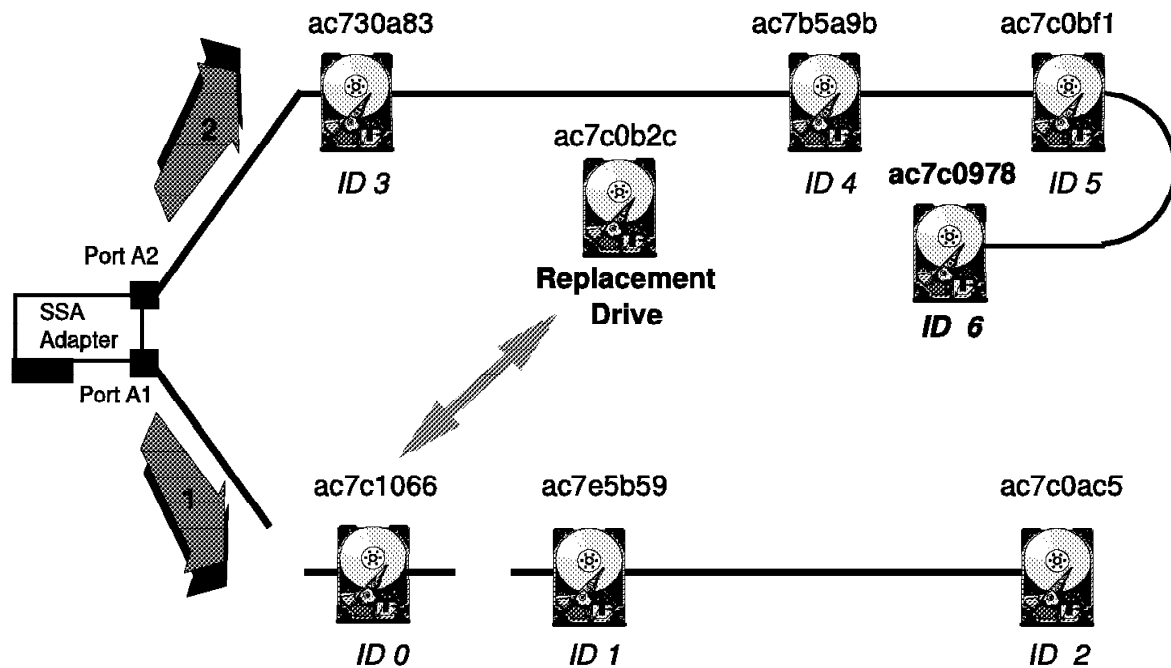 ac730a83
ac7b5a9b
ac7c0bf1
2
ac7c0b2c
ID 3
ID 4
ac7c0978
ID 5
Port A2
Replacement
Drive
SSA
Adapter
ID 6
Port A1
1
ac7c1066
ac7e5b59
ac7c0ac5
ID 0
ID 1
ID 2